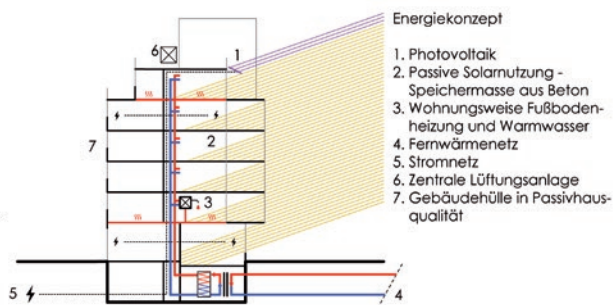 Energiekonzept
1. Photovoltaik
2. Passive Solarnutzung -
Speichermasse aus Beton
3. Wohnungsweise Fußboden-
heizung und Warmwasser
4. Fernwärmenetz
5. Stromnetz
6. Zentrale Lüftungsanlage
7. Gebäudehülle in Passivhaus-
qualität
6
1
7
2
3
5
4